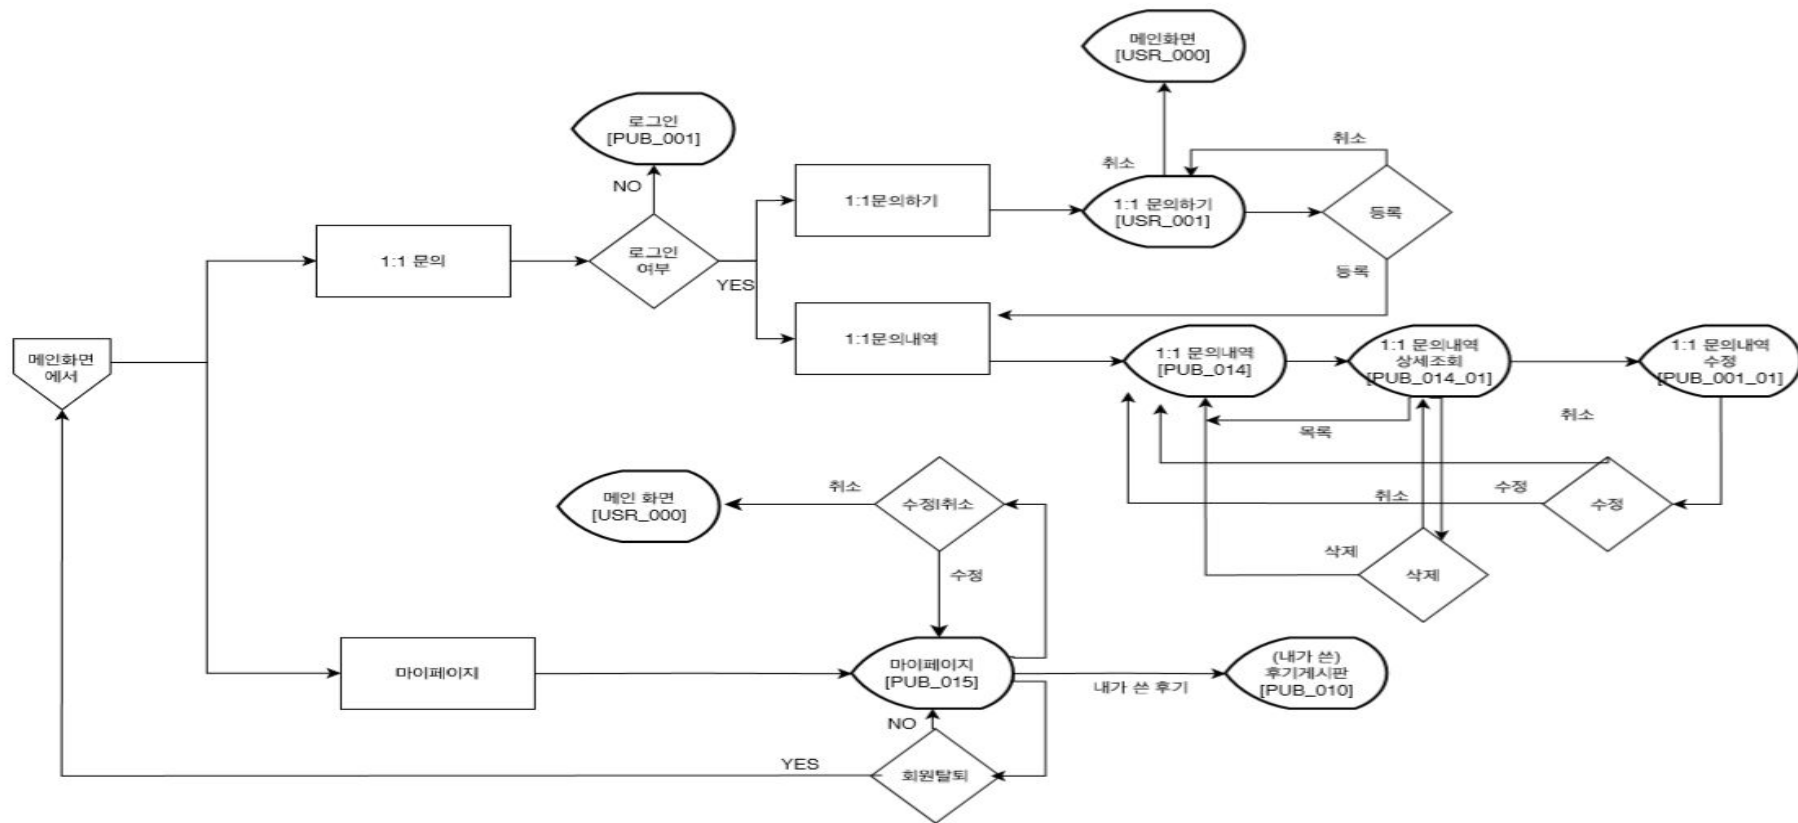 메인화면
[USR_000]
로그인
[PUB_001]
NO
취소
취소
1:1문의하기
1:1 문의하기
[USR_001]
등록
1:1 문의
로그인
여부
YES
등록
1:1문의내역
메인화면
에서
1:1 문의내역
[PUB_014]
1:1 문의내역
상세조회
[PUB_014_01]
1:1 문의내역
수정
[PUB_001_01]
목록
취소
메인 화면
[USR_000]
취소
수정|취소
취소
수정
수정
수정
삭제
삭제
마이페이지
마이페이지
[PUB_015]
내가 쓴 후기
(내가 쓴)
후기게시판
[PUB_010]
NO
YES
회원탈퇴